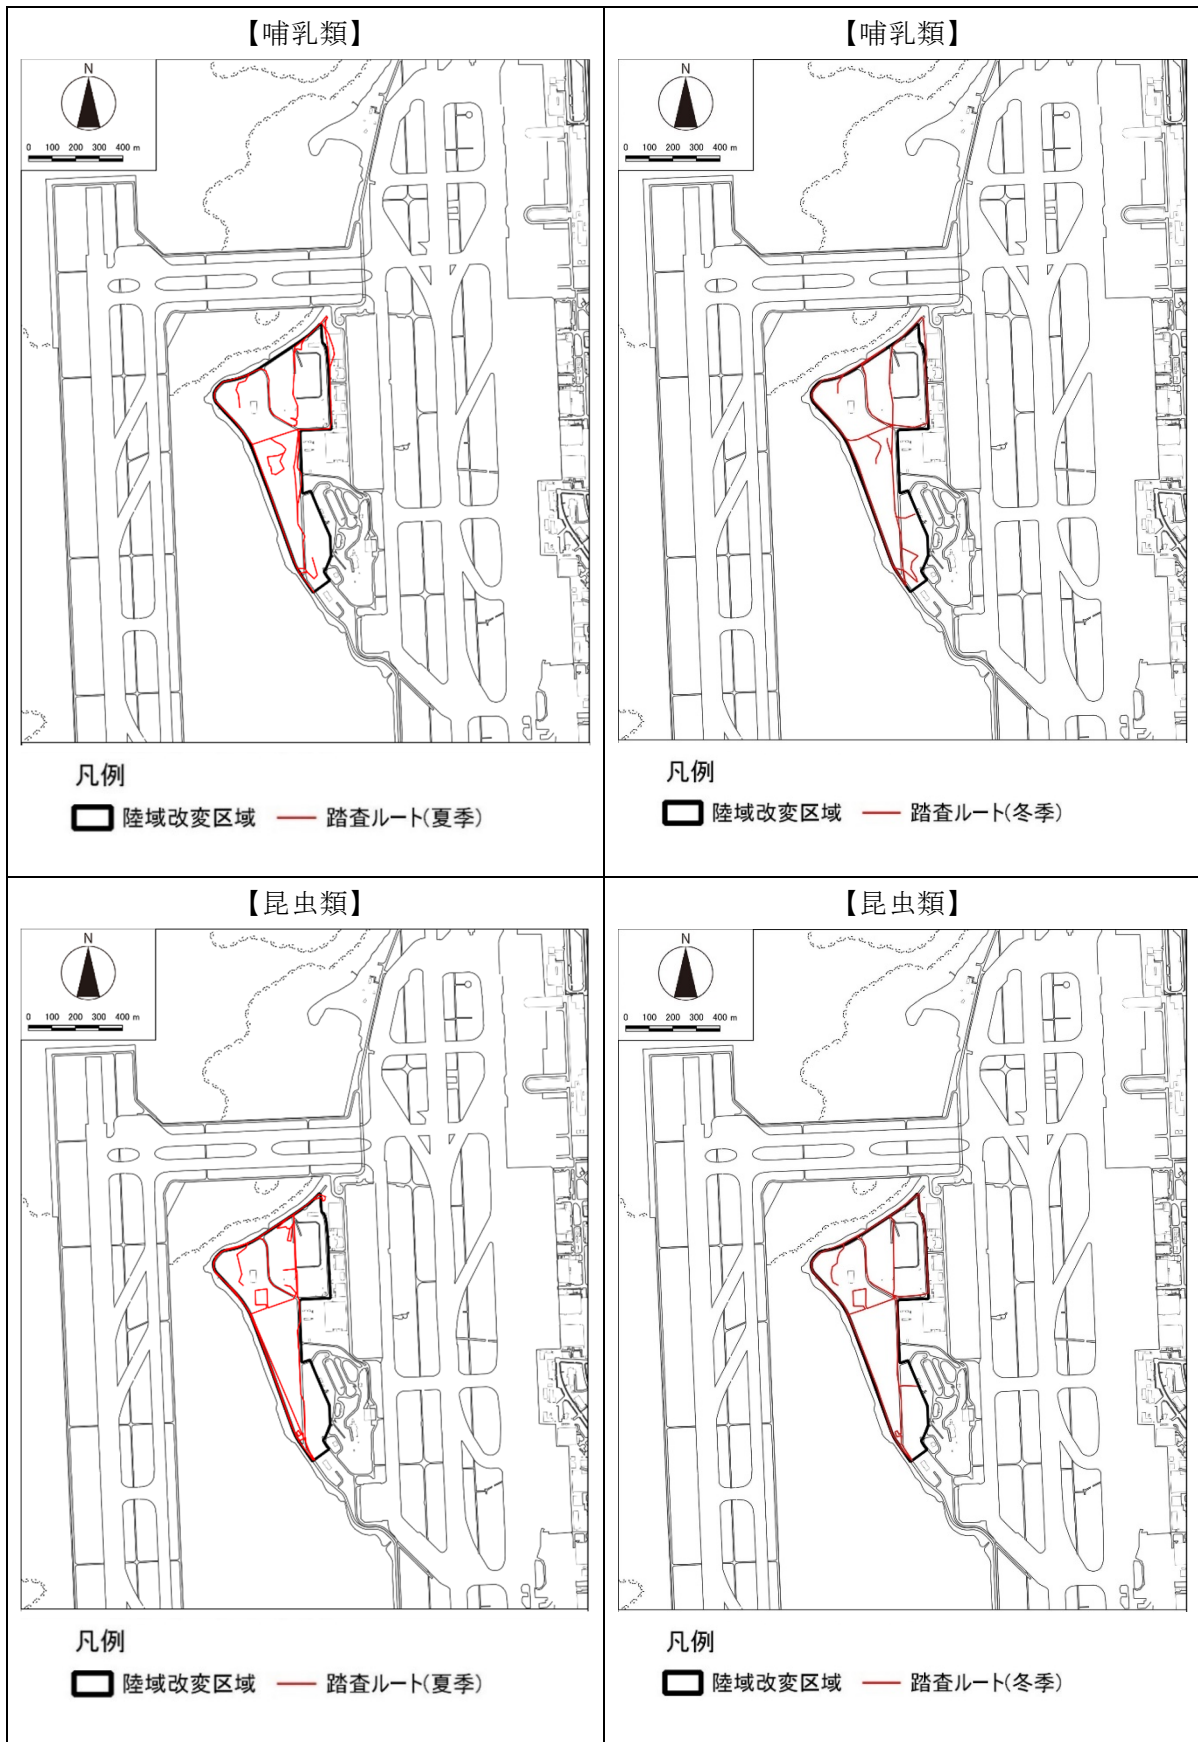 【哺乳類】
N
0 100 200 300 400 m
凡例
陸域改変区域 踏査ルート(夏季)
【哺乳類】
N
0 100 200 300 400 m
凡例
陸域改変区域 踏査ルート(冬季)
【昆虫類】
N
0 100 200 300 400 m
凡例
陸域改変区域 踏査ルート(夏季)
【昆虫類】
N
0 100 200 300 400 m
凡例
陸域改変区域 踏査ルート(冬季)